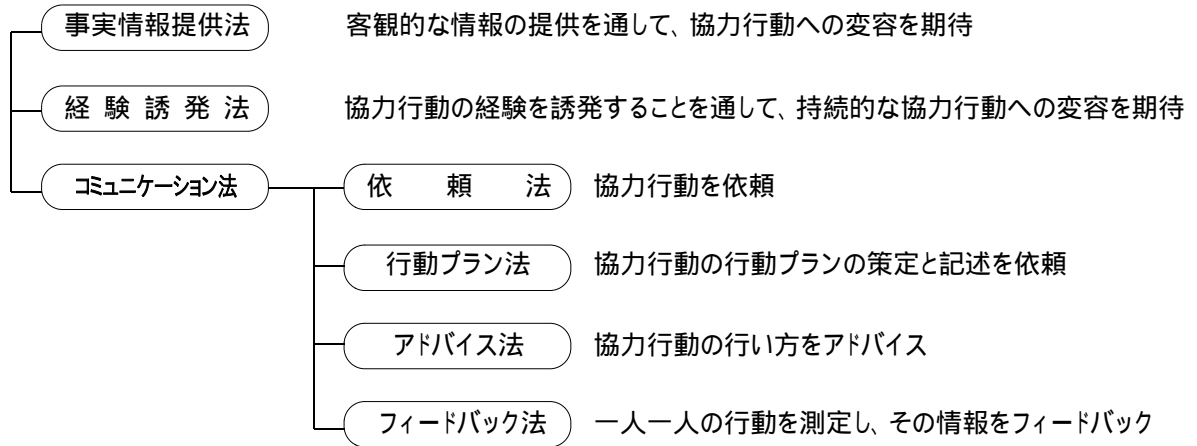 事実情報提供法 客観的な情報の提供を通して、協力行動への変容を期待
経験誘発法 協力行動の経験を誘発することを通して、持続的な協力行動への変容を期待
コミュニケーション法 依頼法 協力行動を依頼
行動プラン法 協力行動の行動プランの策定と記述を依頼
アドバイス法 協力行動の行い方をアドバイス
フィードバック法 一人一人の行動を測定し、その情報をフィードバック